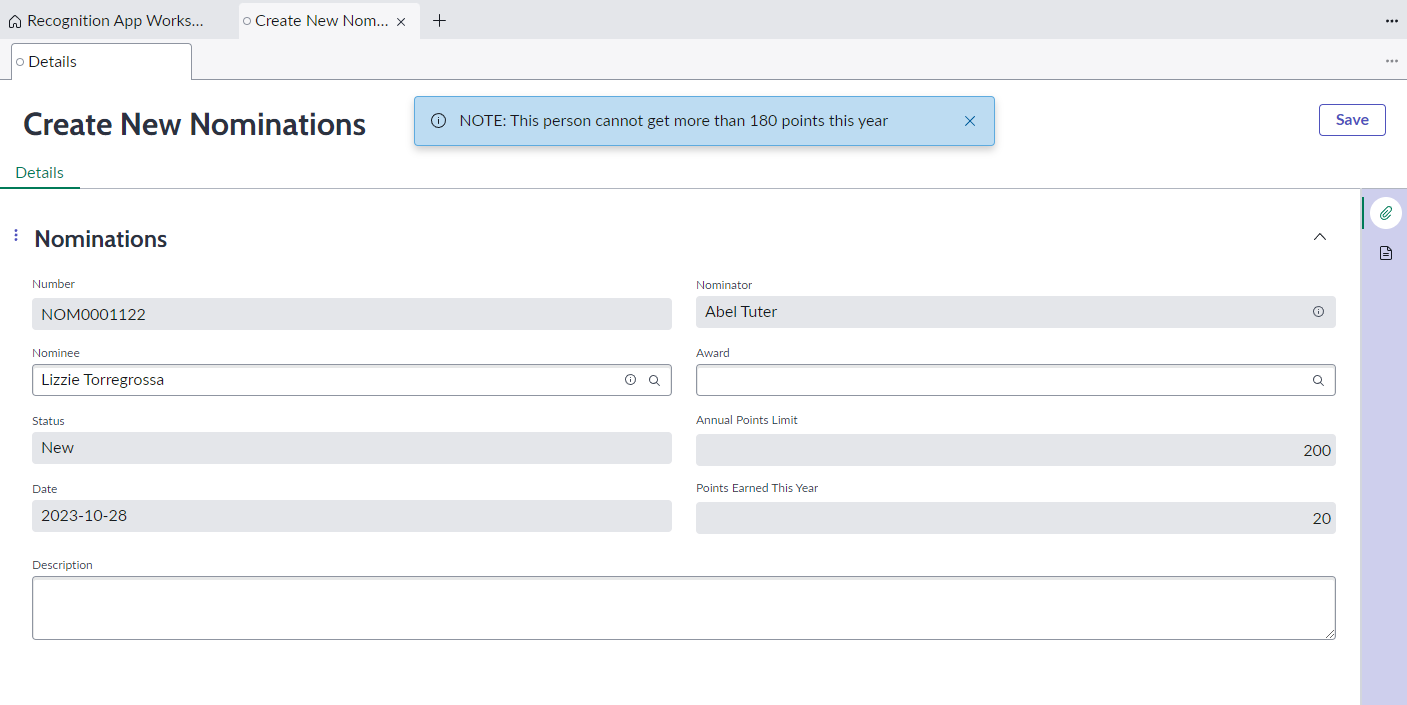 Recognition App Works...
Create New Nom...
Details
Create New Nominations
NOTE: This person cannot get more than 180 points this year
Save
Details
Nominations
Number
NOM0001122
Nominator
Abel Tuter
Nominee
Lizzie Torregrossa
Award
Status
New
Annual Points Limit
200
Date
2023-10-28
Points Earned This Year
20
Description